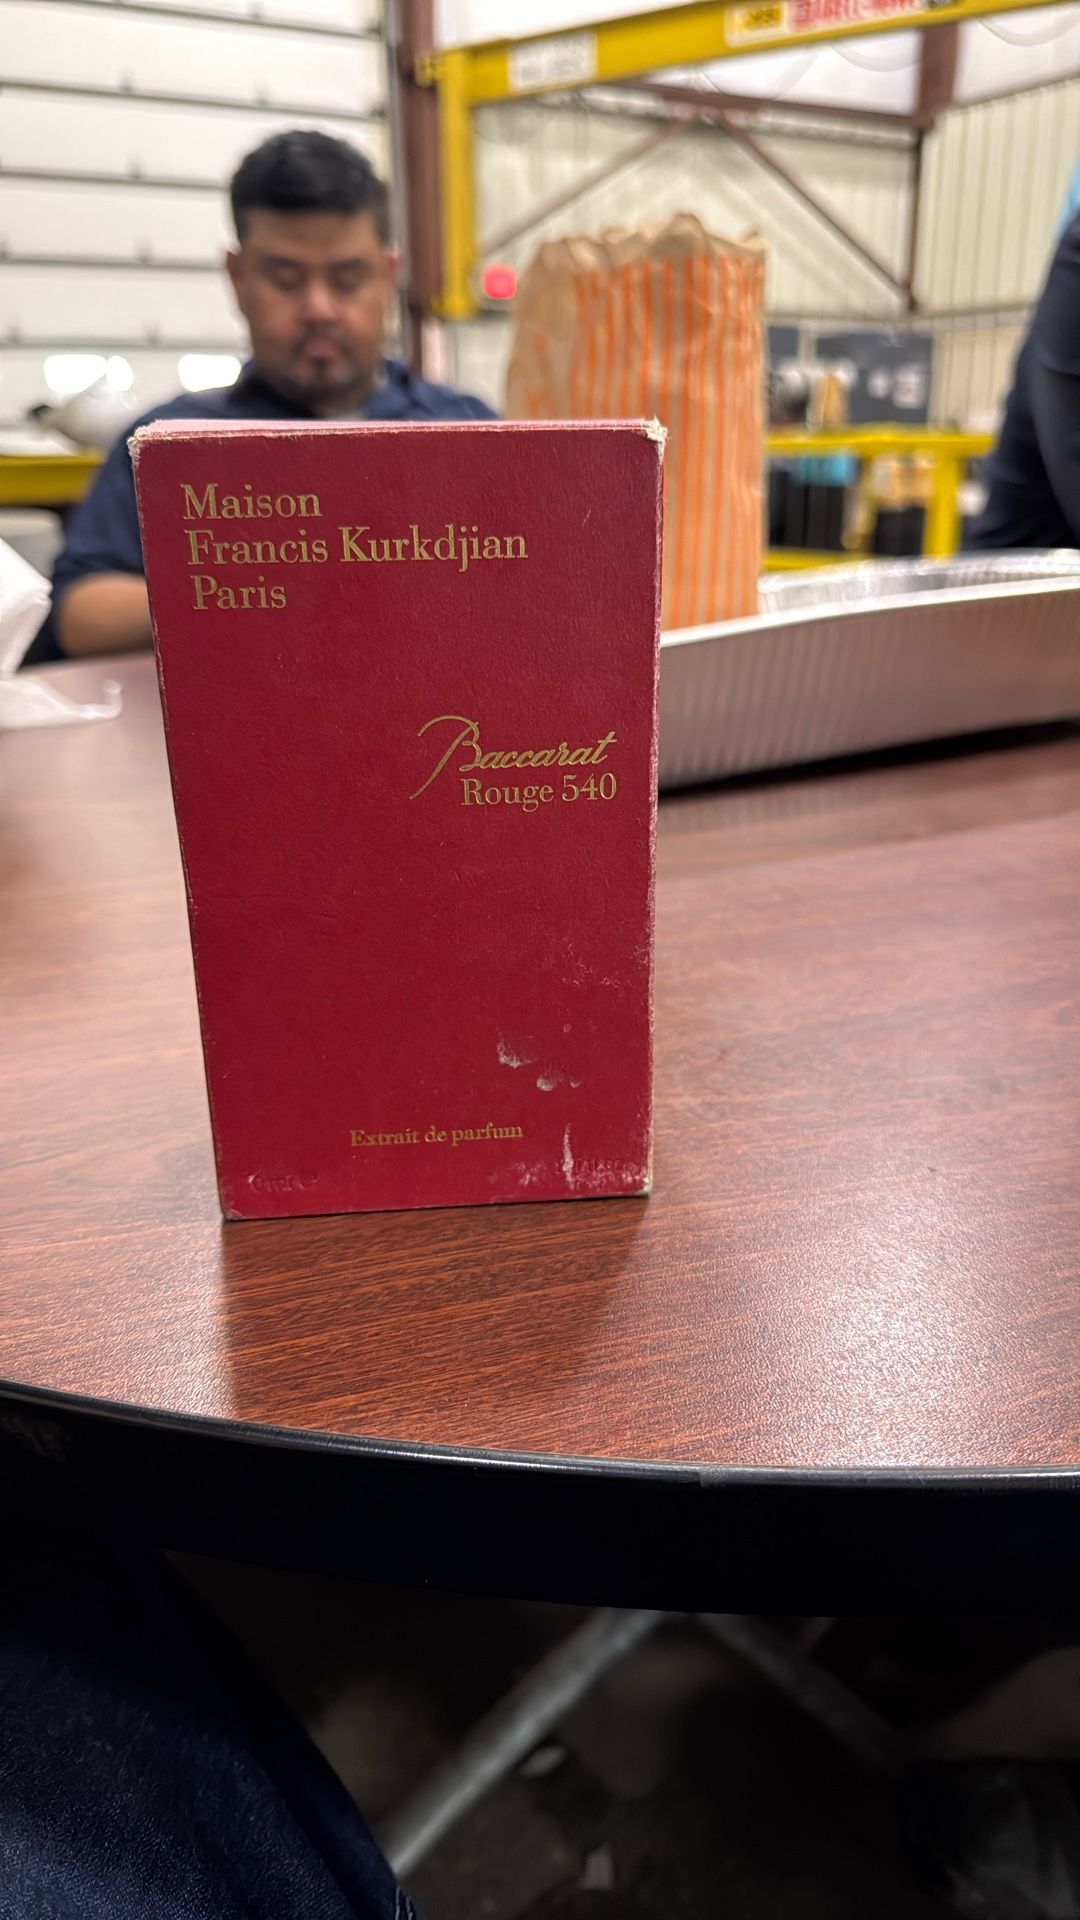 Maison
Francis Kurkdjian
Paris
Baccarat
Rouge 540
Extrait de parfum